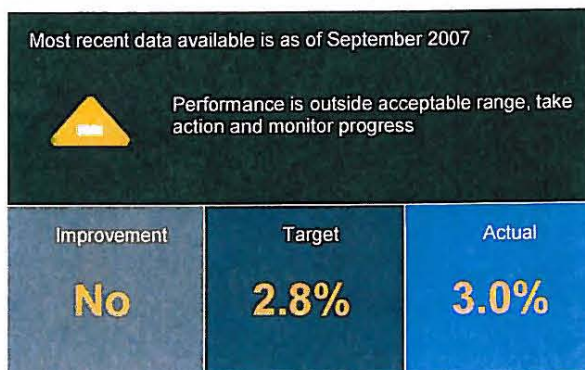 Most recent data available is as of September 2007
Performance is outside acceptable range, take
action and monitor progress
Improvement
Target
Actual
No
2.8%
3.0%